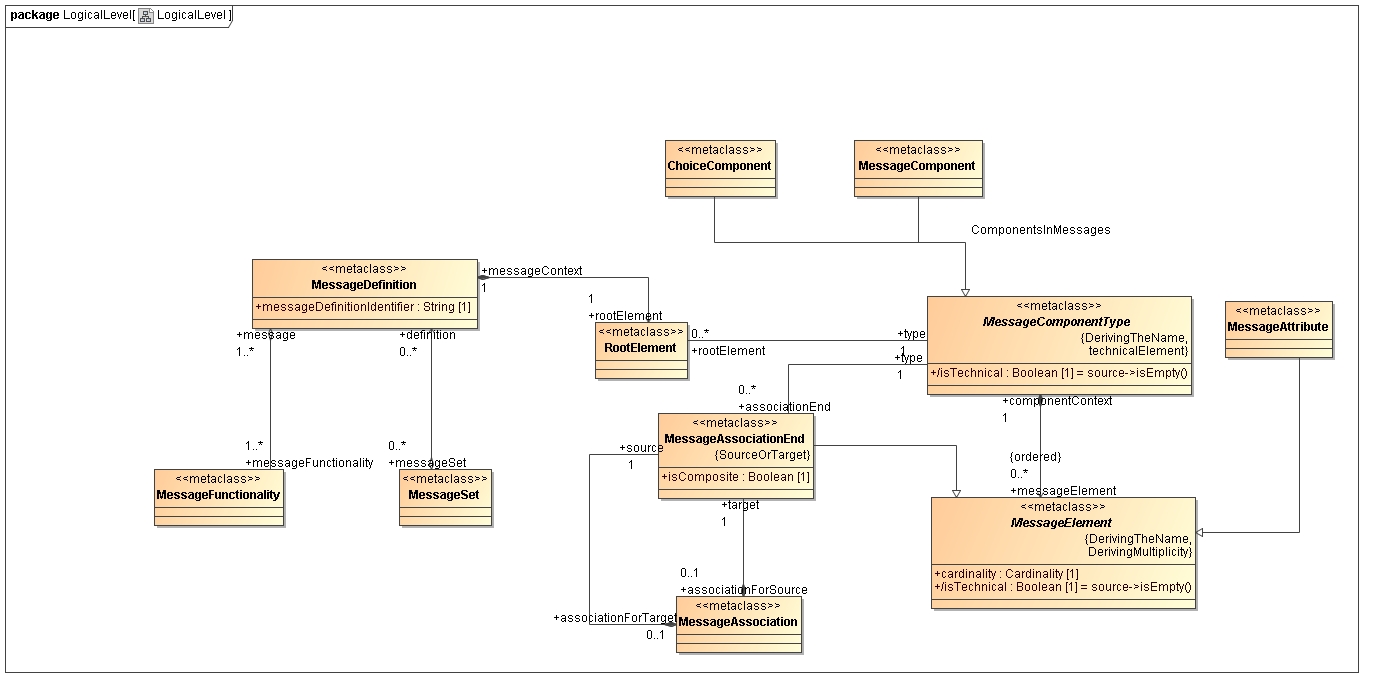 package LogicalLevel[ LogicalLevel ]
<<metaclass>>
ChoiceComponent
<<metaclass>>
MessageComponent
ComponentsInMessages
<<metaclass>>
MessageDefinition
+messageDefinitionIdentifier : String [1]
+messageContext
1
1
+rootElement
<<metaclass>>
RootElement
0..*
+rootElement
+type
1
+type
1
<<metaclass>>
MessageComponentType
{DerivingTheName,
technicalElement}
+/isTechnical : Boolean [1] = source->isEmpty()
<<metaclass>>
MessageAttribute
+message
1..*
+definition
0..*
1..*
+messageFunctionality
0..*
+messageSet
<<metaclass>>
MessageFunctionality
<<metaclass>>
MessageSet
0..*
+associationEnd
<<metaclass>>
MessageAssociationEnd
{SourceOrTarget}
+isComposite : Boolean [1]
+source
1
+target
1
+componentContext
1
{ordered}
0..*
+messageElement
<<metaclass>>
MessageElement
{DerivingTheName,
DerivingMultiplicity}
+cardinality : Cardinality [1]
+/isTechnical : Boolean [1] = source->isEmpty()
0..1
+associationForSource
+associationForTarget
0..1
<<metaclass>>
MessageAssociation